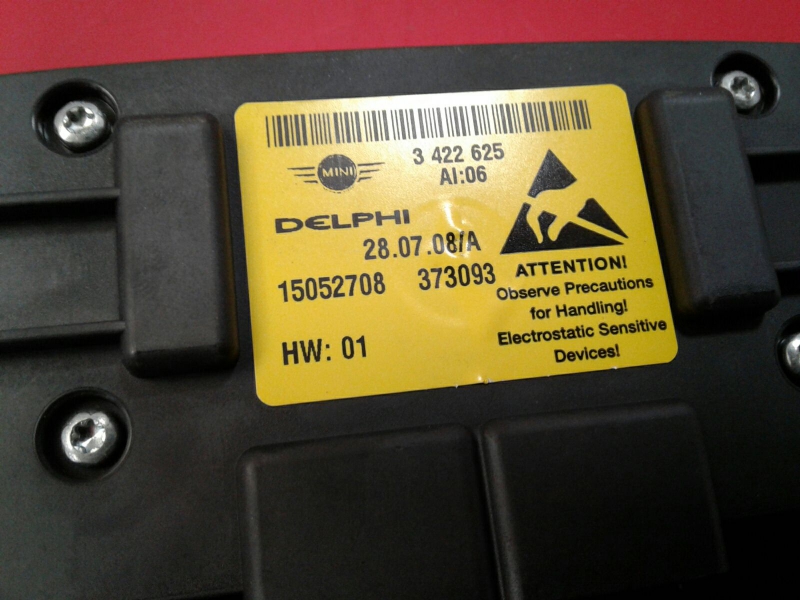 3 422 625
MINI
AI:06
DELPHI
28.07.08/A
15052708 373093
HW: 01
ATTENTION!
Observe Precautions
for Handling!
Electrostatic Sensitive
Devices!